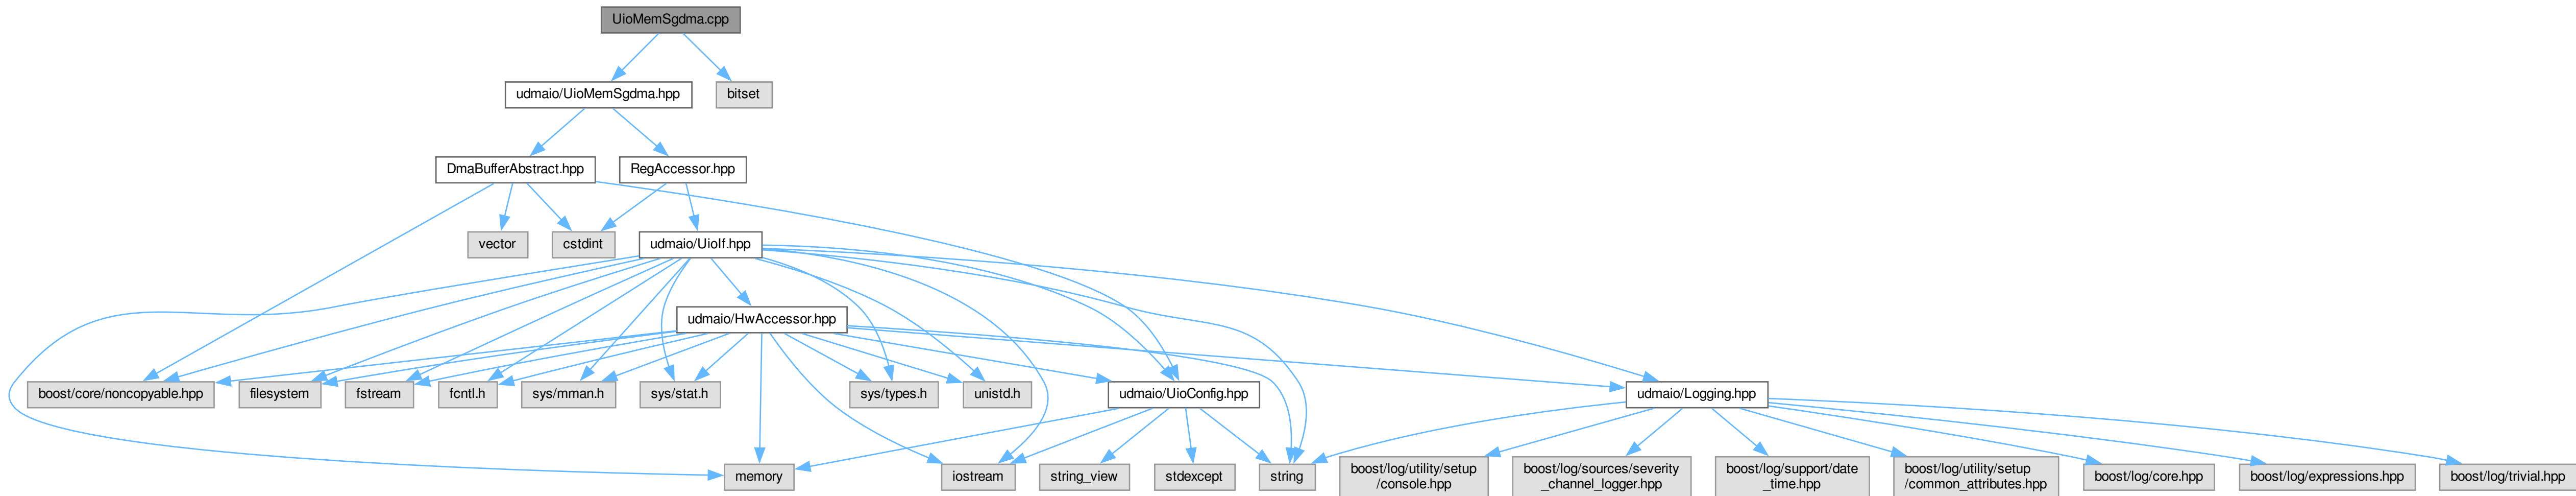 UioMemSgdma.cpp
udmaio/UioMemSgdma.hpp
bitset
DmaBufferAbstract.hpp
RegAccessor.hpp
vector
cstdint
udmaio/UioIf.hpp
udmaio/HwAccessor.hpp
boost/core/noncopyable.hpp
filesystem
fstream
fcntl.h
sys/mman.h
sys/stat.h
sys/types.h
unistd.h
udmaio/UioConfig.hpp
udmaio/Logging.hpp
memory
iostream
string_view
stdexcept
string
boost/log/utility/setup
/console.hpp
boost/log/sources/severity
_channel_logger.hpp
boost/log/support/date
_time.hpp
boost/log/utility/setup
/common_attributes.hpp
boost/log/core.hpp
boost/log/expressions.hpp
boost/log/trivial.hpp